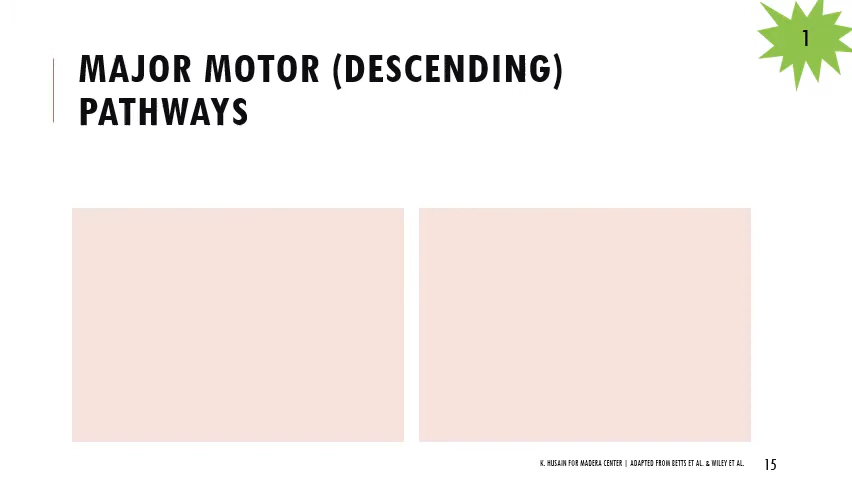 1
MAJOR MOTOR (DESCENDING)
PATHWAYS
K. HUSAIN FOR MADERA CENTER | ADAPTED FROM BETTS ET AL. & WILEY ET AL.
15